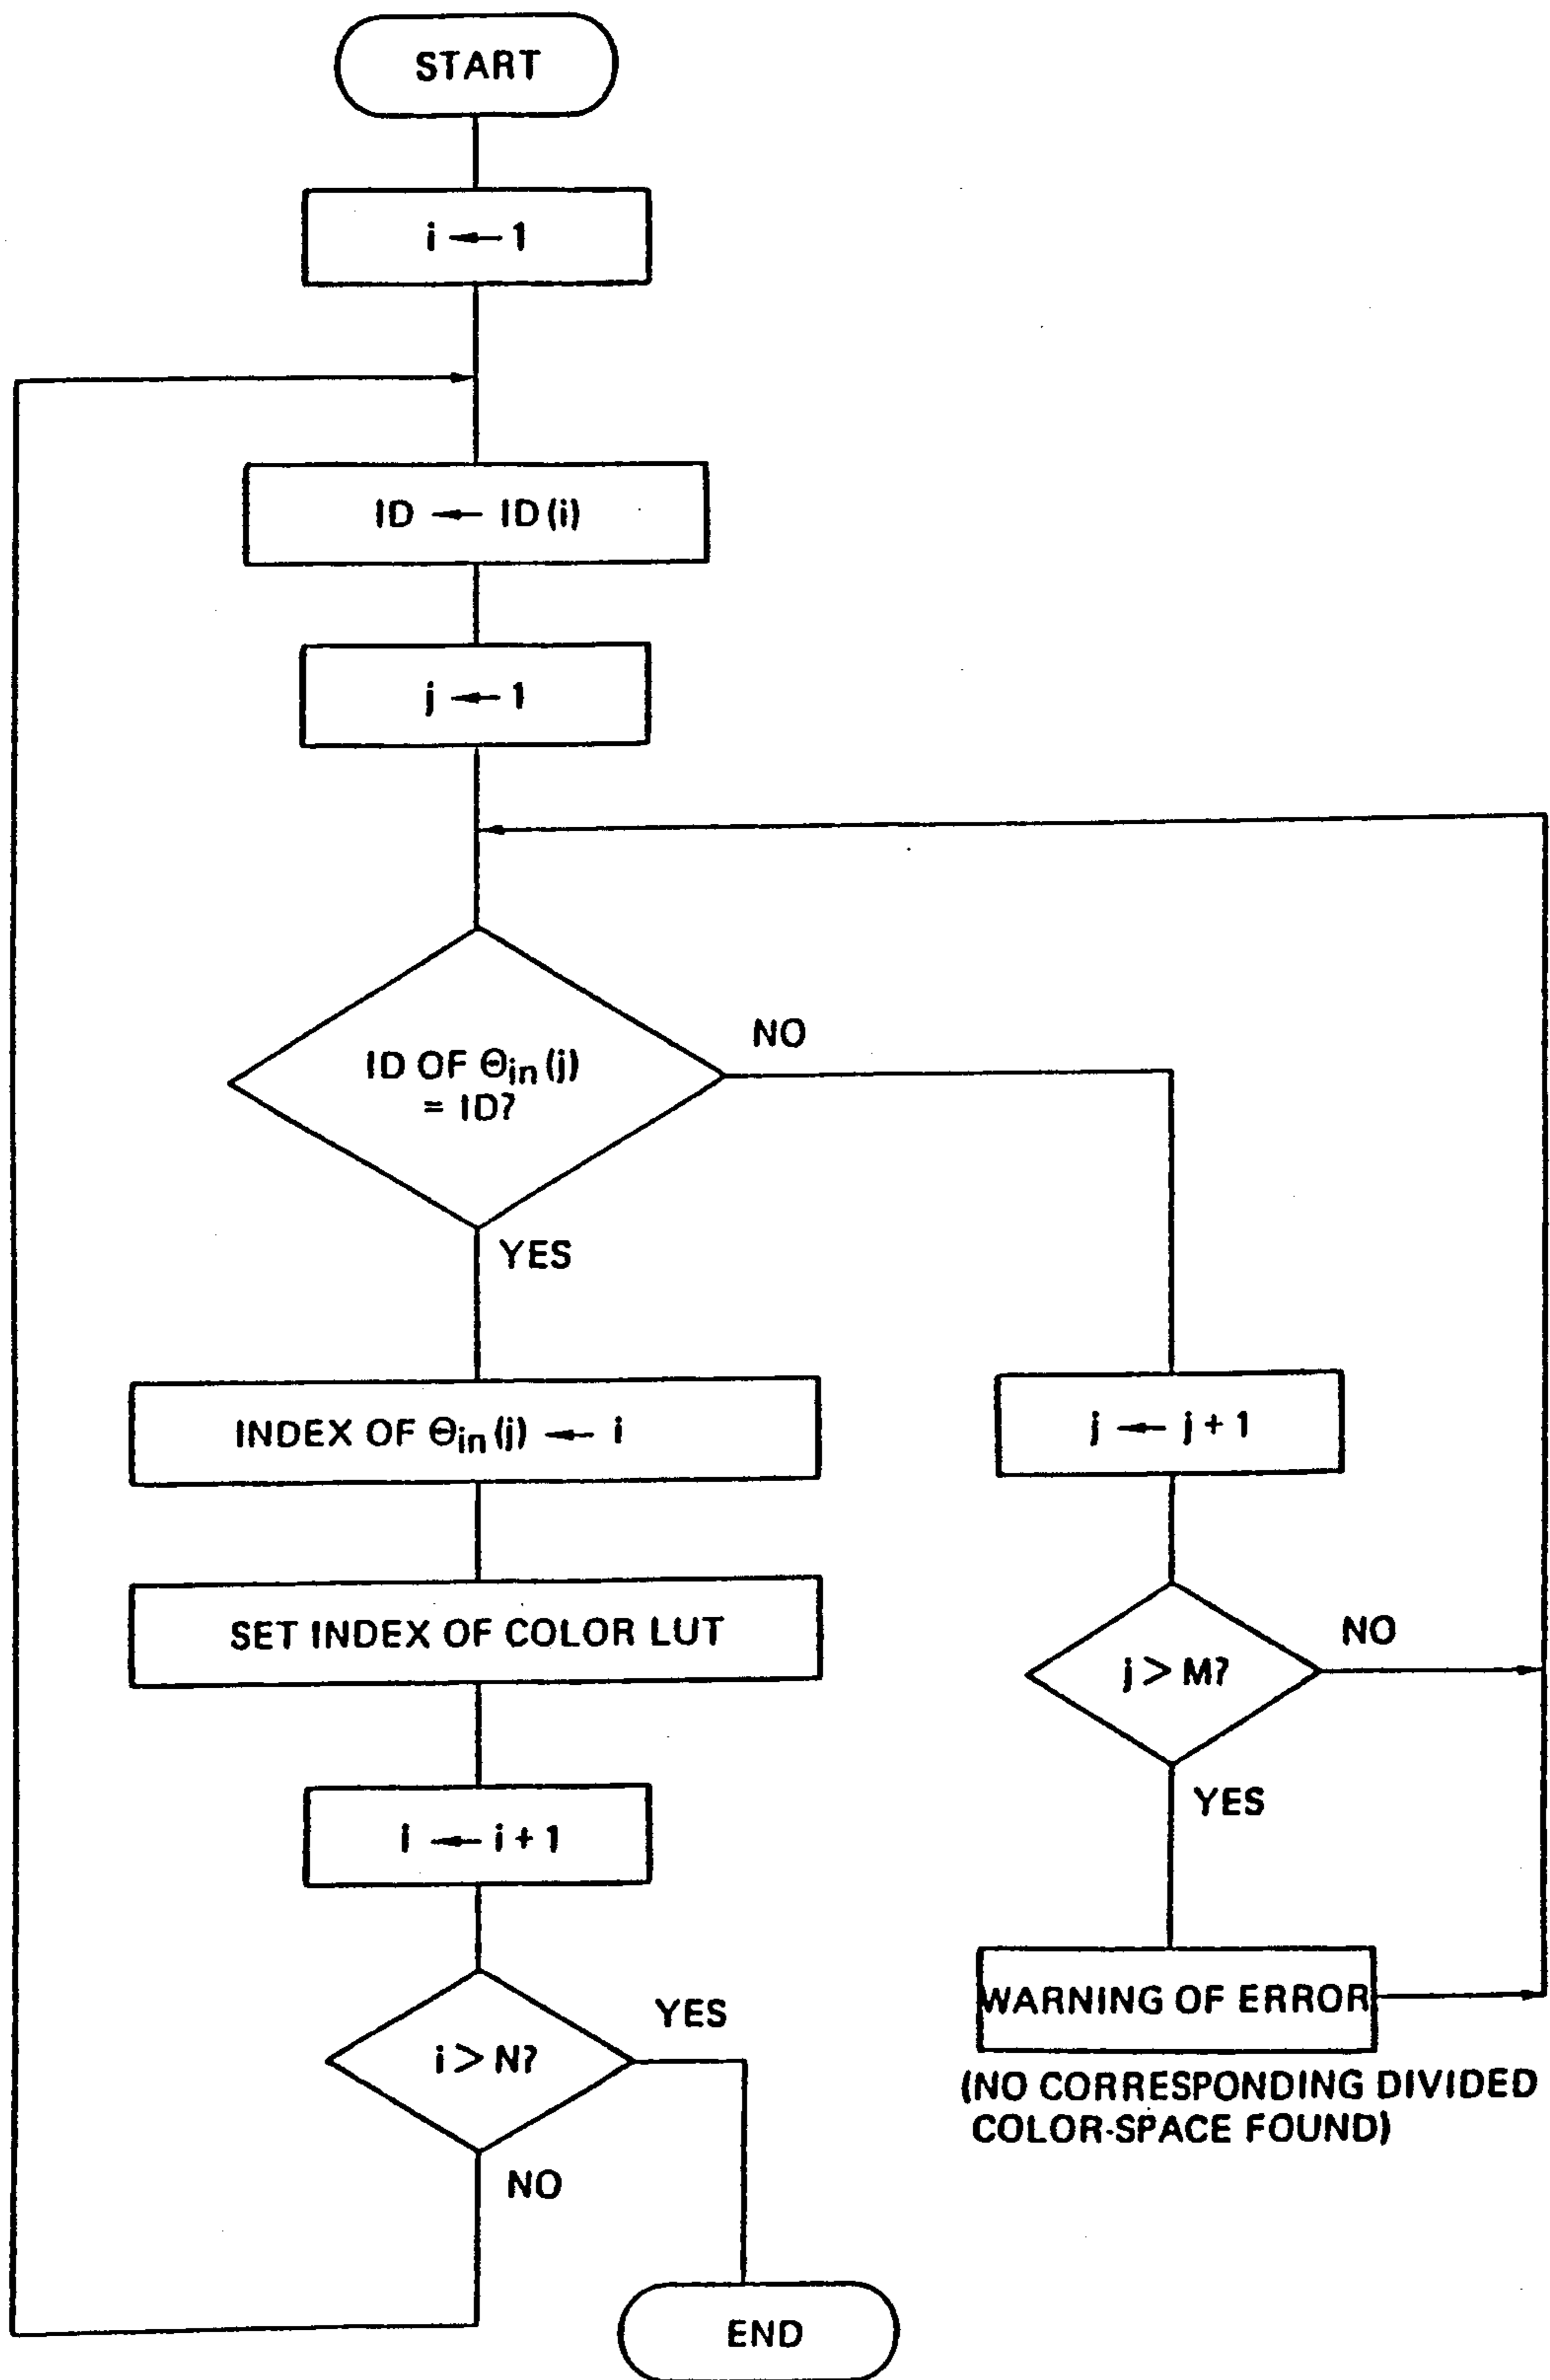 START
i ← 1
ID ← ID(i)
j ← 1
ID OF Θin(j)
= ID?
NO
YES
INDEX OF Θin(j) ← i
j ← j + 1
SET INDEX OF COLOR LUT
j > M?
NO
YES
i ← i + 1
WARNING OF ERROR
(NO CORRESPONDING DIVIDED
COLOR-SPACE FOUND)
i > N?
YES
NO
END